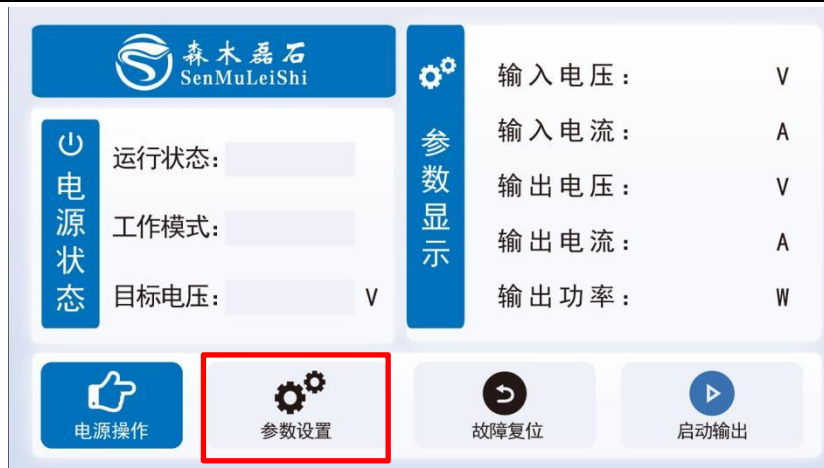 森木磊石
SenMuLeiShi
电源状态
运行状态：
工作模式：
目标电压： V
参数显示
输入电压： V
输入电流： A
输出电压： V
输出电流： A
输出功率： W
电源操作
参数设置
故障复位
启动输出